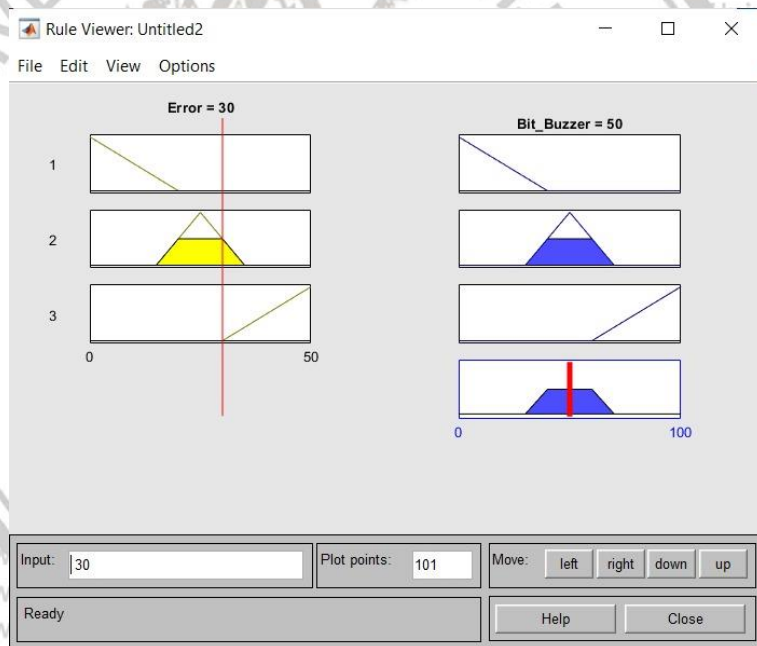 Rule Viewer: Untitled2
File Edit View Options
Error = 30
Bit_Buzzer = 50
1
2
3
0 50
0 100
Input: 30
Plot points: 101
Move: left right down up
Ready
Help Close